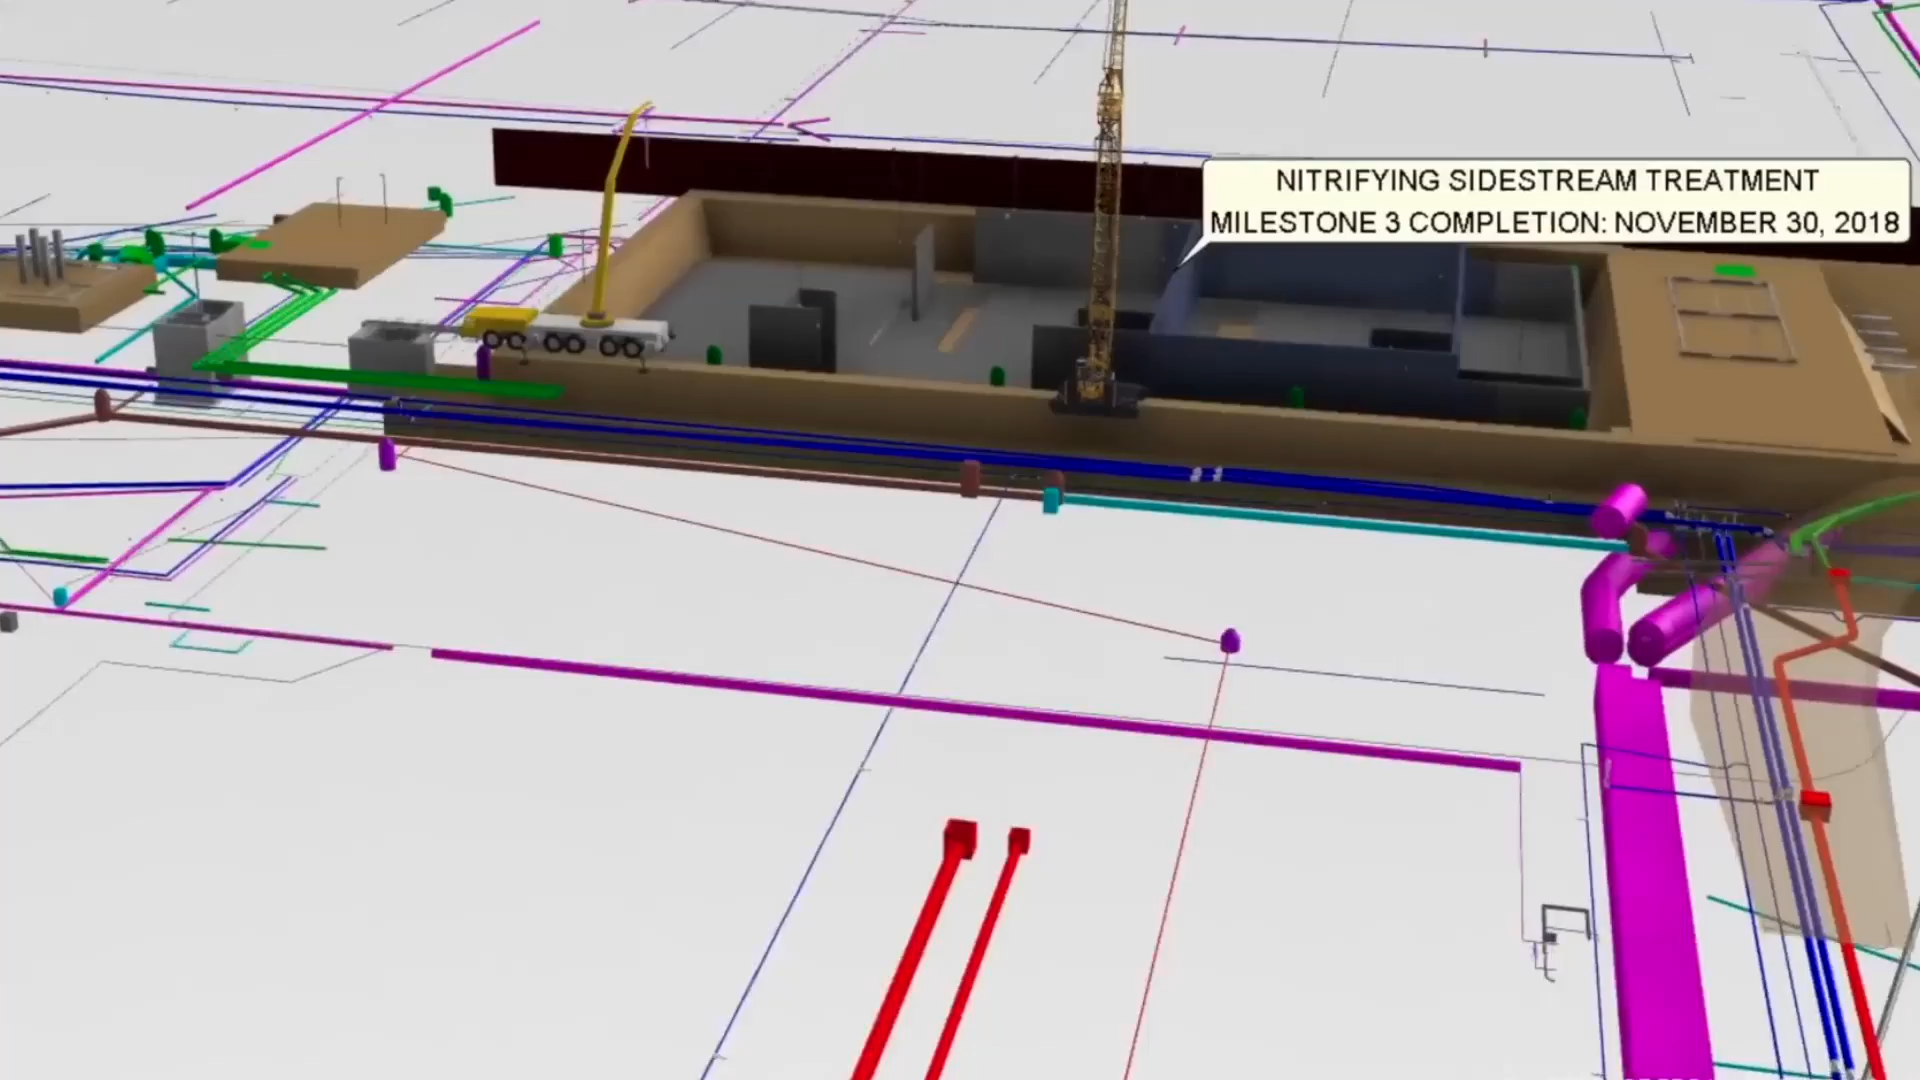 NITRIFYING SIDESTREAM TREATMENT
MILESTONE 3 COMPLETION: NOVEMBER 30, 2018